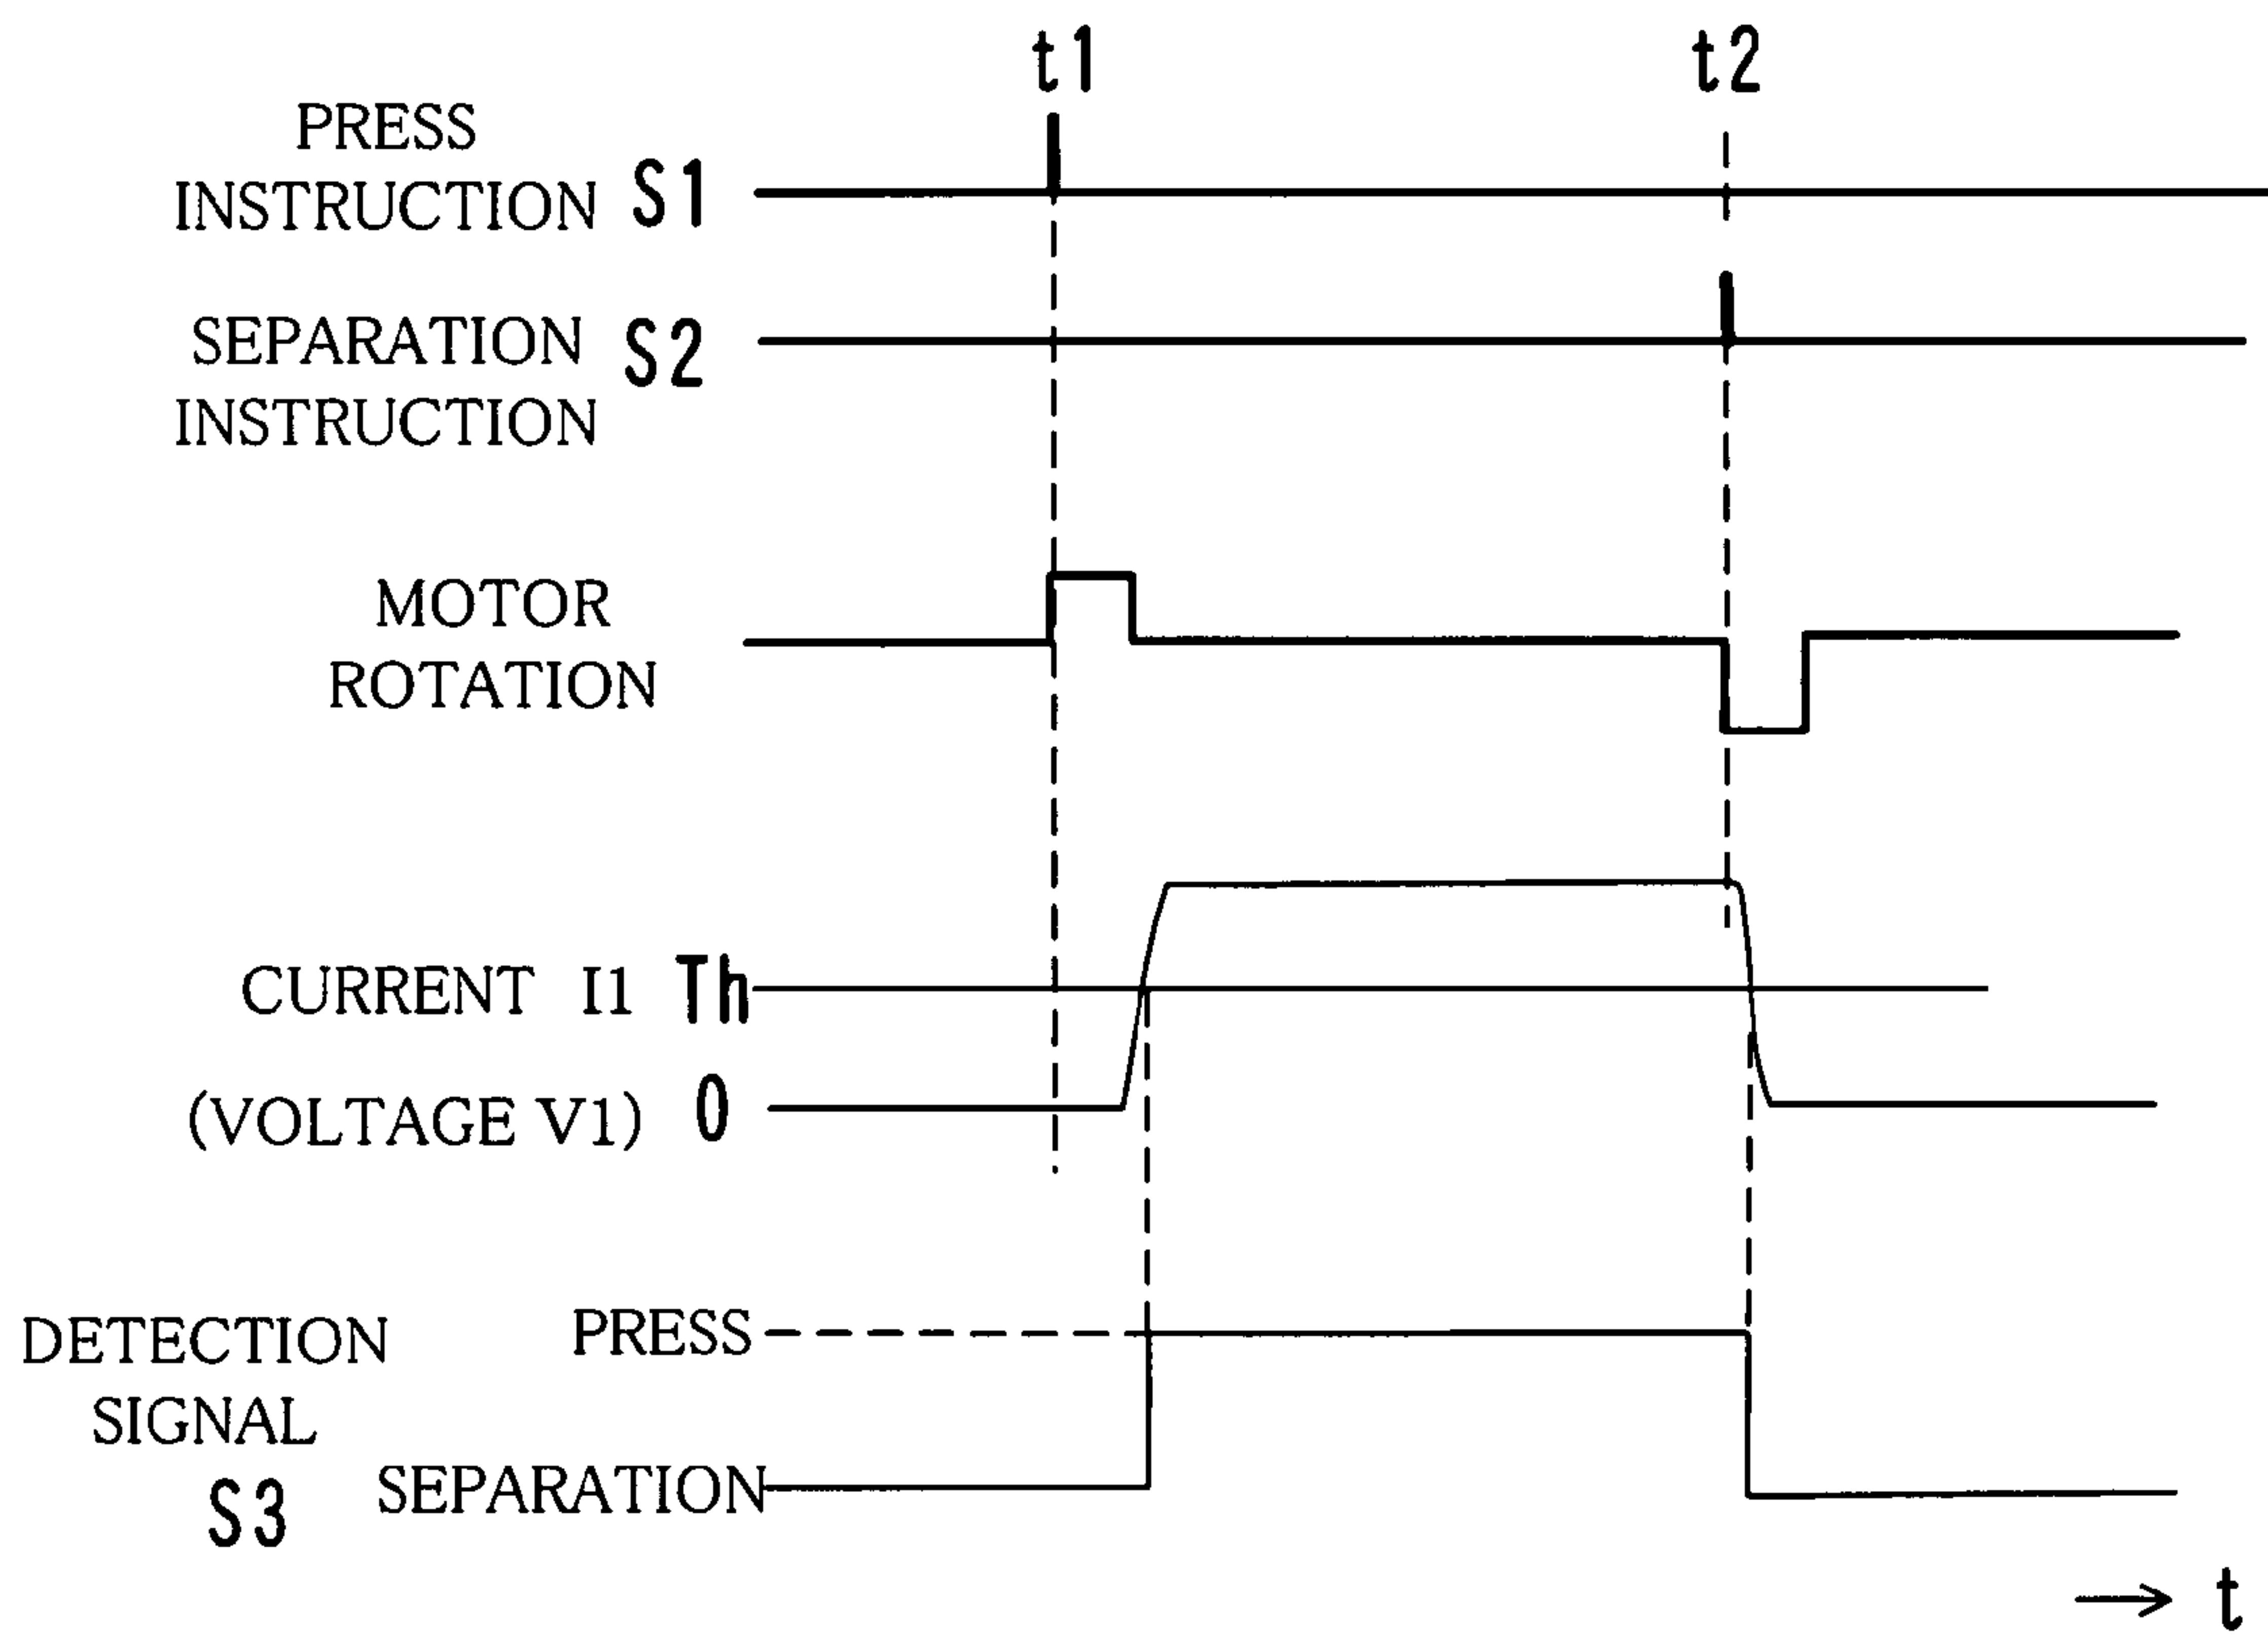 t1
t2
PRESS
INSTRUCTION S1
SEPARATION S2
INSTRUCTION
MOTOR
ROTATION
CURRENT I1 Th
(VOLTAGE V1) 0
DETECTION PRESS
SIGNAL
SEPARATION
S3
t